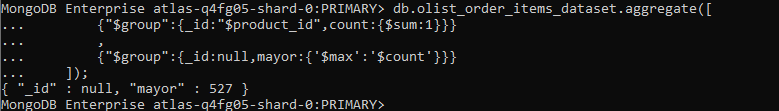 MongoDB Enterprise atlas-q4fg05-shard-0:PRIMARY> db.olist_order_items_dataset.aggregate([
... {"$group":{_id:"$product_id",count:{$sum:1}}}
... ,
... {"$group":{_id:null,mayor:{'$max':'$count'}}}
... ]);
{ "_id" : null, "mayor" : 527 }
MongoDB Enterprise atlas-q4fg05-shard-0:PRIMARY>